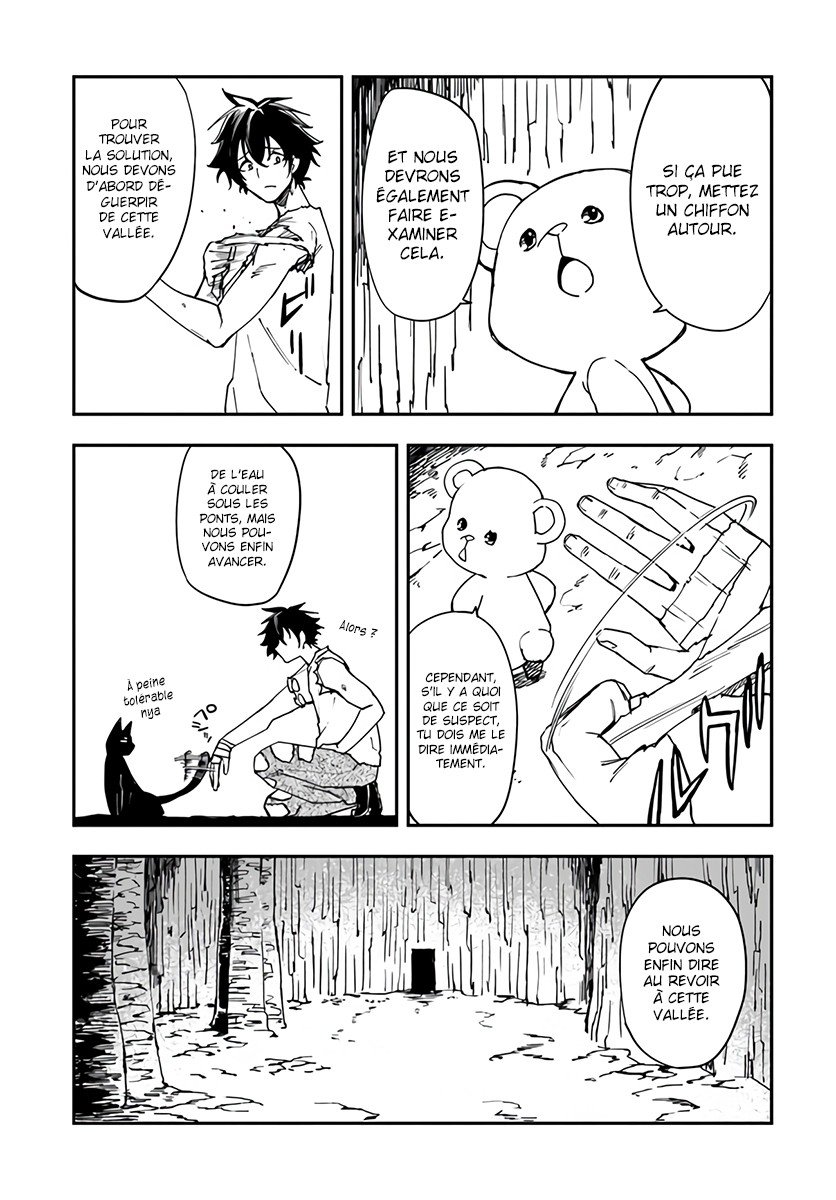 SI ÇA PUE
TROP, METTEZ
UN CHIFFON
AUTOUR.
ET NOUS
DEVRONS
ÉGALEMENT
FAIRE E-
XAMINER
CELA.
POUR
TROUVER
LA SOLUTION,
NOUS DEVONS
D'ABORD DÉ-
GUERPIR
DE CETTE
VALLÉE.
ビ
CEPENDANT,
S'IL Y A QUOI
QUE CE SOIT
DE SUSPECT,
TU DOIS ME LE
DIRE IMMÉDIA-
TEMENT.
DE L'EAU
À COULER
SOUS LES
PONTS, MAIS
NOUS POU-
VONS ENFIN
AVANCER.
Alors ?
À peine
tolérable
nya
NOUS
POUVONS
ENFIN DIRE
AU REVOIR
À CETTE
VALLÉE.